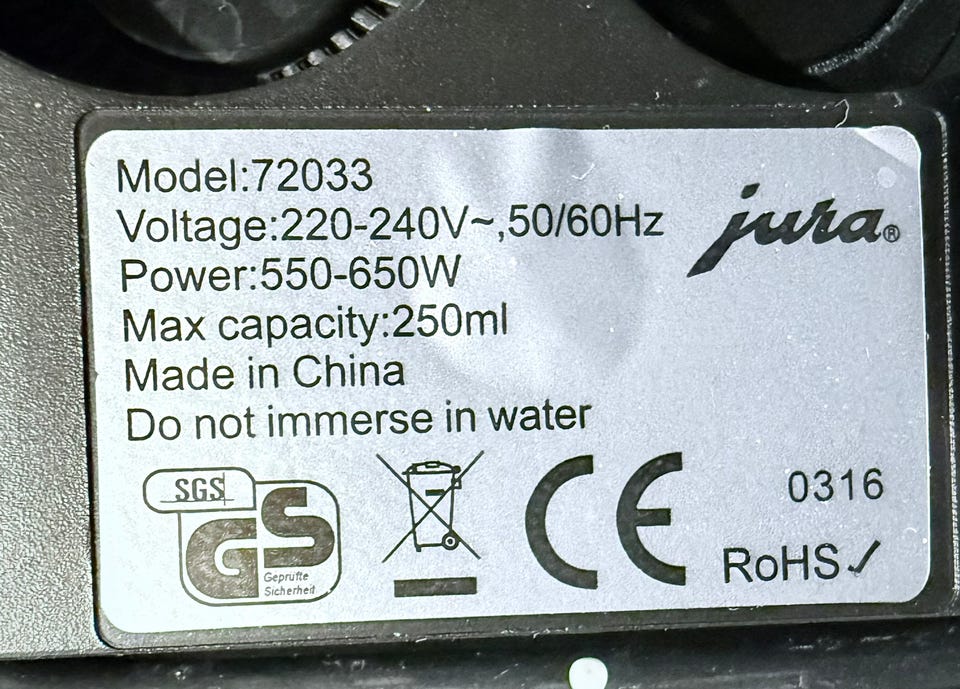 Model:72033
Voltage:220-240V~,50/60Hz
jura®
Power:550-650W
Max capacity:250ml
Made in China
Do not immerse in water
SGS
GS
Geprüfte
Sicherheit
CE
0316
RoHS✓